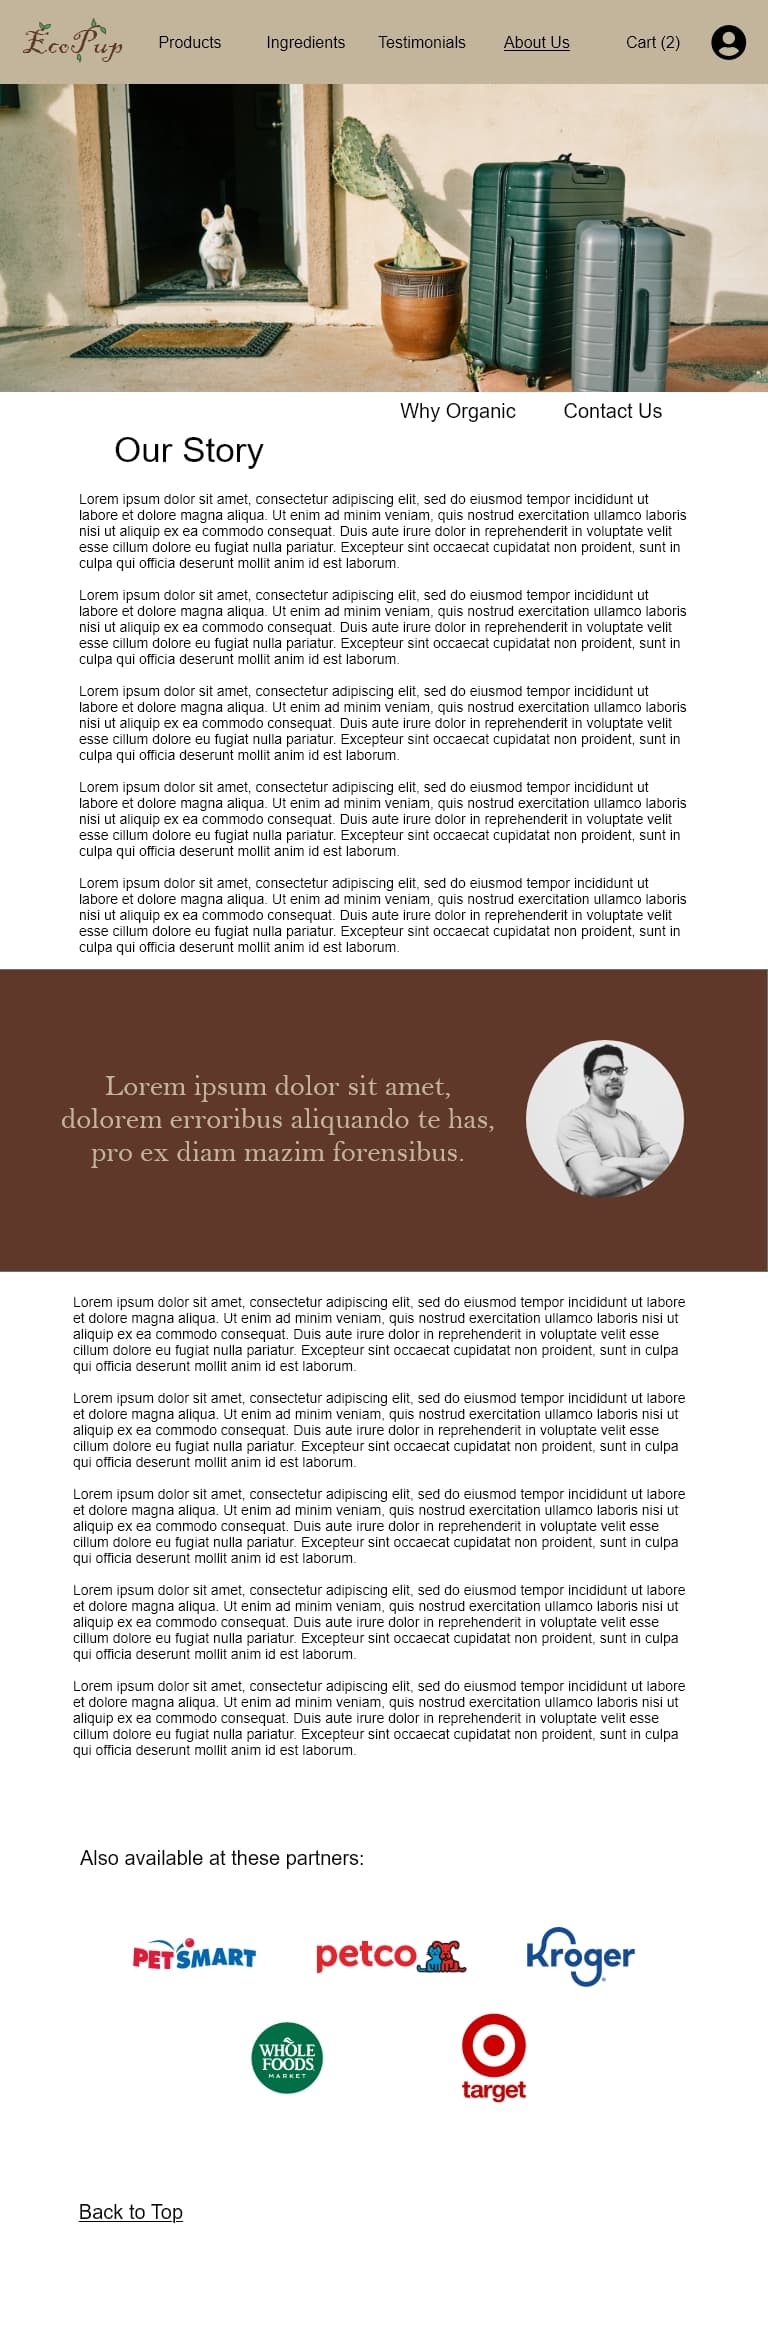 EcoPup
Products Ingredients Testimonials About Us Cart (2)
Why Organic Contact Us
Our Story
Lorem ipsum dolor sit amet, consectetur adipiscing elit, sed do eiusmod tempor incididunt ut
labore et dolore magna aliqua. Ut enim ad minim veniam, quis nostrud exercitation ullamco laboris
nisi ut aliquip ex ea commodo consequat. Duis aute irure dolor in reprehenderit in voluptate velit
esse cillum dolore eu fugiat nulla pariatur. Excepteur sint occaecat cupidatat non proident, sunt in
culpa qui officia deserunt mollit anim id est laborum.
Lorem ipsum dolor sit amet, consectetur adipiscing elit, sed do eiusmod tempor incididunt ut
labore et dolore magna aliqua. Ut enim ad minim veniam, quis nostrud exercitation ullamco laboris
nisi ut aliquip ex ea commodo consequat. Duis aute irure dolor in reprehenderit in voluptate velit
esse cillum dolore eu fugiat nulla pariatur. Excepteur sint occaecat cupidatat non proident, sunt in
culpa qui officia deserunt mollit anim id est laborum.
Lorem ipsum dolor sit amet, consectetur adipiscing elit, sed do eiusmod tempor incididunt ut
labore et dolore magna aliqua. Ut enim ad minim veniam, quis nostrud exercitation ullamco laboris
nisi ut aliquip ex ea commodo consequat. Duis aute irure dolor in reprehenderit in voluptate velit
esse cillum dolore eu fugiat nulla pariatur. Excepteur sint occaecat cupidatat non proident, sunt in
culpa qui officia deserunt mollit anim id est laborum.
Lorem ipsum dolor sit amet, consectetur adipiscing elit, sed do eiusmod tempor incididunt ut
labore et dolore magna aliqua. Ut enim ad minim veniam, quis nostrud exercitation ullamco laboris
nisi ut aliquip ex ea commodo consequat. Duis aute irure dolor in reprehenderit in voluptate velit
esse cillum dolore eu fugiat nulla pariatur. Excepteur sint occaecat cupidatat non proident, sunt in
culpa qui officia deserunt mollit anim id est laborum.
Lorem ipsum dolor sit amet, consectetur adipiscing elit, sed do eiusmod tempor incididunt ut
labore et dolore magna aliqua. Ut enim ad minim veniam, quis nostrud exercitation ullamco laboris
nisi ut aliquip ex ea commodo consequat. Duis aute irure dolor in reprehenderit in voluptate velit
esse cillum dolore eu fugiat nulla pariatur. Excepteur sint occaecat cupidatat non proident, sunt in
culpa qui officia deserunt mollit anim id est laborum.
Lorem ipsum dolor sit amet,
dolorem erroribus aliquando te has,
pro ex diam mazim forensibus.
Lorem ipsum dolor sit amet, consectetur adipiscing elit, sed do eiusmod tempor incididunt ut labore
et dolore magna aliqua. Ut enim ad minim veniam, quis nostrud exercitation ullamco laboris nisi ut
aliquip ex ea commodo consequat. Duis aute irure dolor in reprehenderit in voluptate velit esse
cillum dolore eu fugiat nulla pariatur. Excepteur sint occaecat cupidatat non proident, sunt in culpa
qui officia deserunt mollit anim id est laborum.
Lorem ipsum dolor sit amet, consectetur adipiscing elit, sed do eiusmod tempor incididunt ut labore
et dolore magna aliqua. Ut enim ad minim veniam, quis nostrud exercitation ullamco laboris nisi ut
aliquip ex ea commodo consequat. Duis aute irure dolor in reprehenderit in voluptate velit esse
cillum dolore eu fugiat nulla pariatur. Excepteur sint occaecat cupidatat non proident, sunt in culpa
qui officia deserunt mollit anim id est laborum.
Lorem ipsum dolor sit amet, consectetur adipiscing elit, sed do eiusmod tempor incididunt ut labore
et dolore magna aliqua. Ut enim ad minim veniam, quis nostrud exercitation ullamco laboris nisi ut
aliquip ex ea commodo consequat. Duis aute irure dolor in reprehenderit in voluptate velit esse
cillum dolore eu fugiat nulla pariatur. Excepteur sint occaecat cupidatat non proident, sunt in culpa
qui officia deserunt mollit anim id est laborum.
Lorem ipsum dolor sit amet, consectetur adipiscing elit, sed do eiusmod tempor incididunt ut labore
et dolore magna aliqua. Ut enim ad minim veniam, quis nostrud exercitation ullamco laboris nisi ut
aliquip ex ea commodo consequat. Duis aute irure dolor in reprehenderit in voluptate velit esse
cillum dolore eu fugiat nulla pariatur. Excepteur sint occaecat cupidatat non proident, sunt in culpa
qui officia deserunt mollit anim id est laborum.
Lorem ipsum dolor sit amet, consectetur adipiscing elit, sed do eiusmod tempor incididunt ut labore
et dolore magna aliqua. Ut enim ad minim veniam, quis nostrud exercitation ullamco laboris nisi ut
aliquip ex ea commodo consequat. Duis aute irure dolor in reprehenderit in voluptate velit esse
cillum dolore eu fugiat nulla pariatur. Excepteur sint occaecat cupidatat non proident, sunt in culpa
qui officia deserunt mollit anim id est laborum.
Also available at these partners:
PETSMART petco Kroger
WHOLE
FOODS
MARKET
target
Back to Top